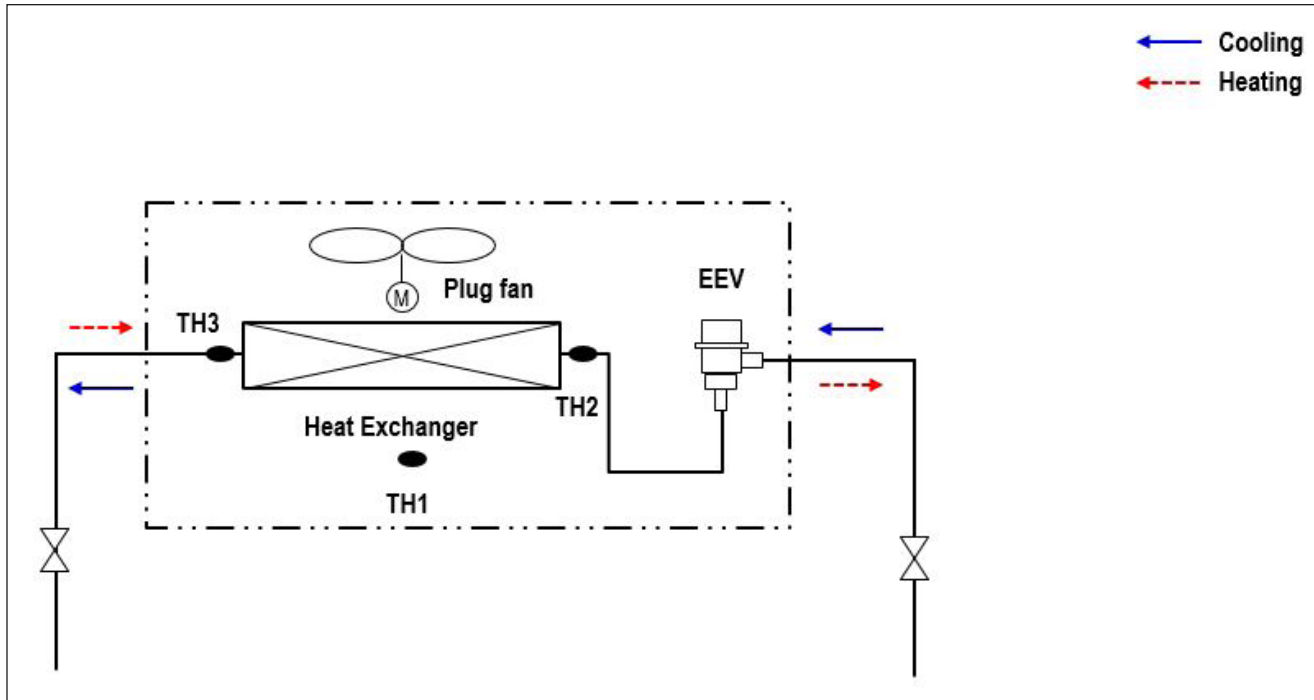 Cooling
Heating
Plug fan
EEV
M
TH3
TH2
Heat Exchanger
TH1